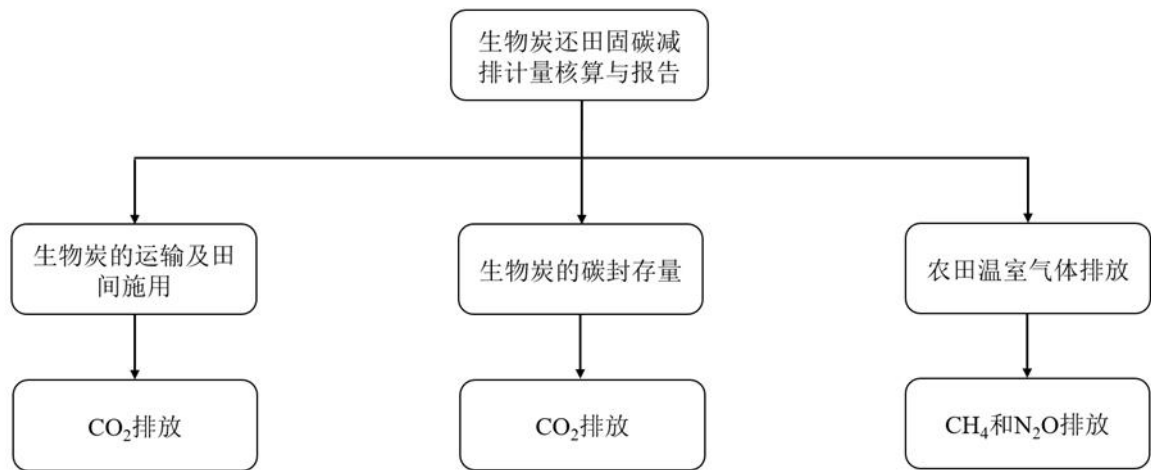 生物炭还田固碳减
排计量核算与报告
生物炭的运输及田
间施用
生物炭的碳封存量
农田温室气体排放
CO₂排放
CO₂排放
CH₄和N₂O排放